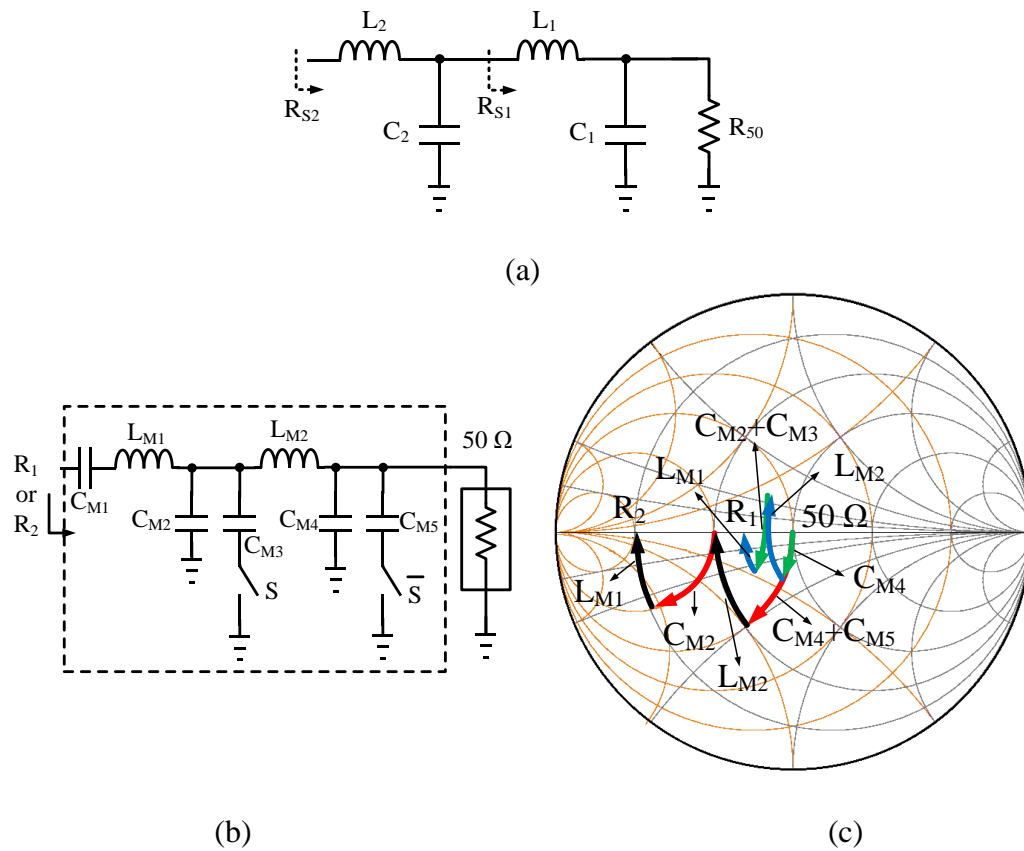 L2
L1
RS2
RS1
C2
C1
R50
(a)
LM1
LM2
50 Ω
R1
or
R2
CM1
CM2
CM3
CM4
CM5
S
S̅
CM2+CM3
LM1
LM2
R2
R1
50 Ω
LM1
CM4
CM2
CM4+CM5
LM2
(b)
(c)